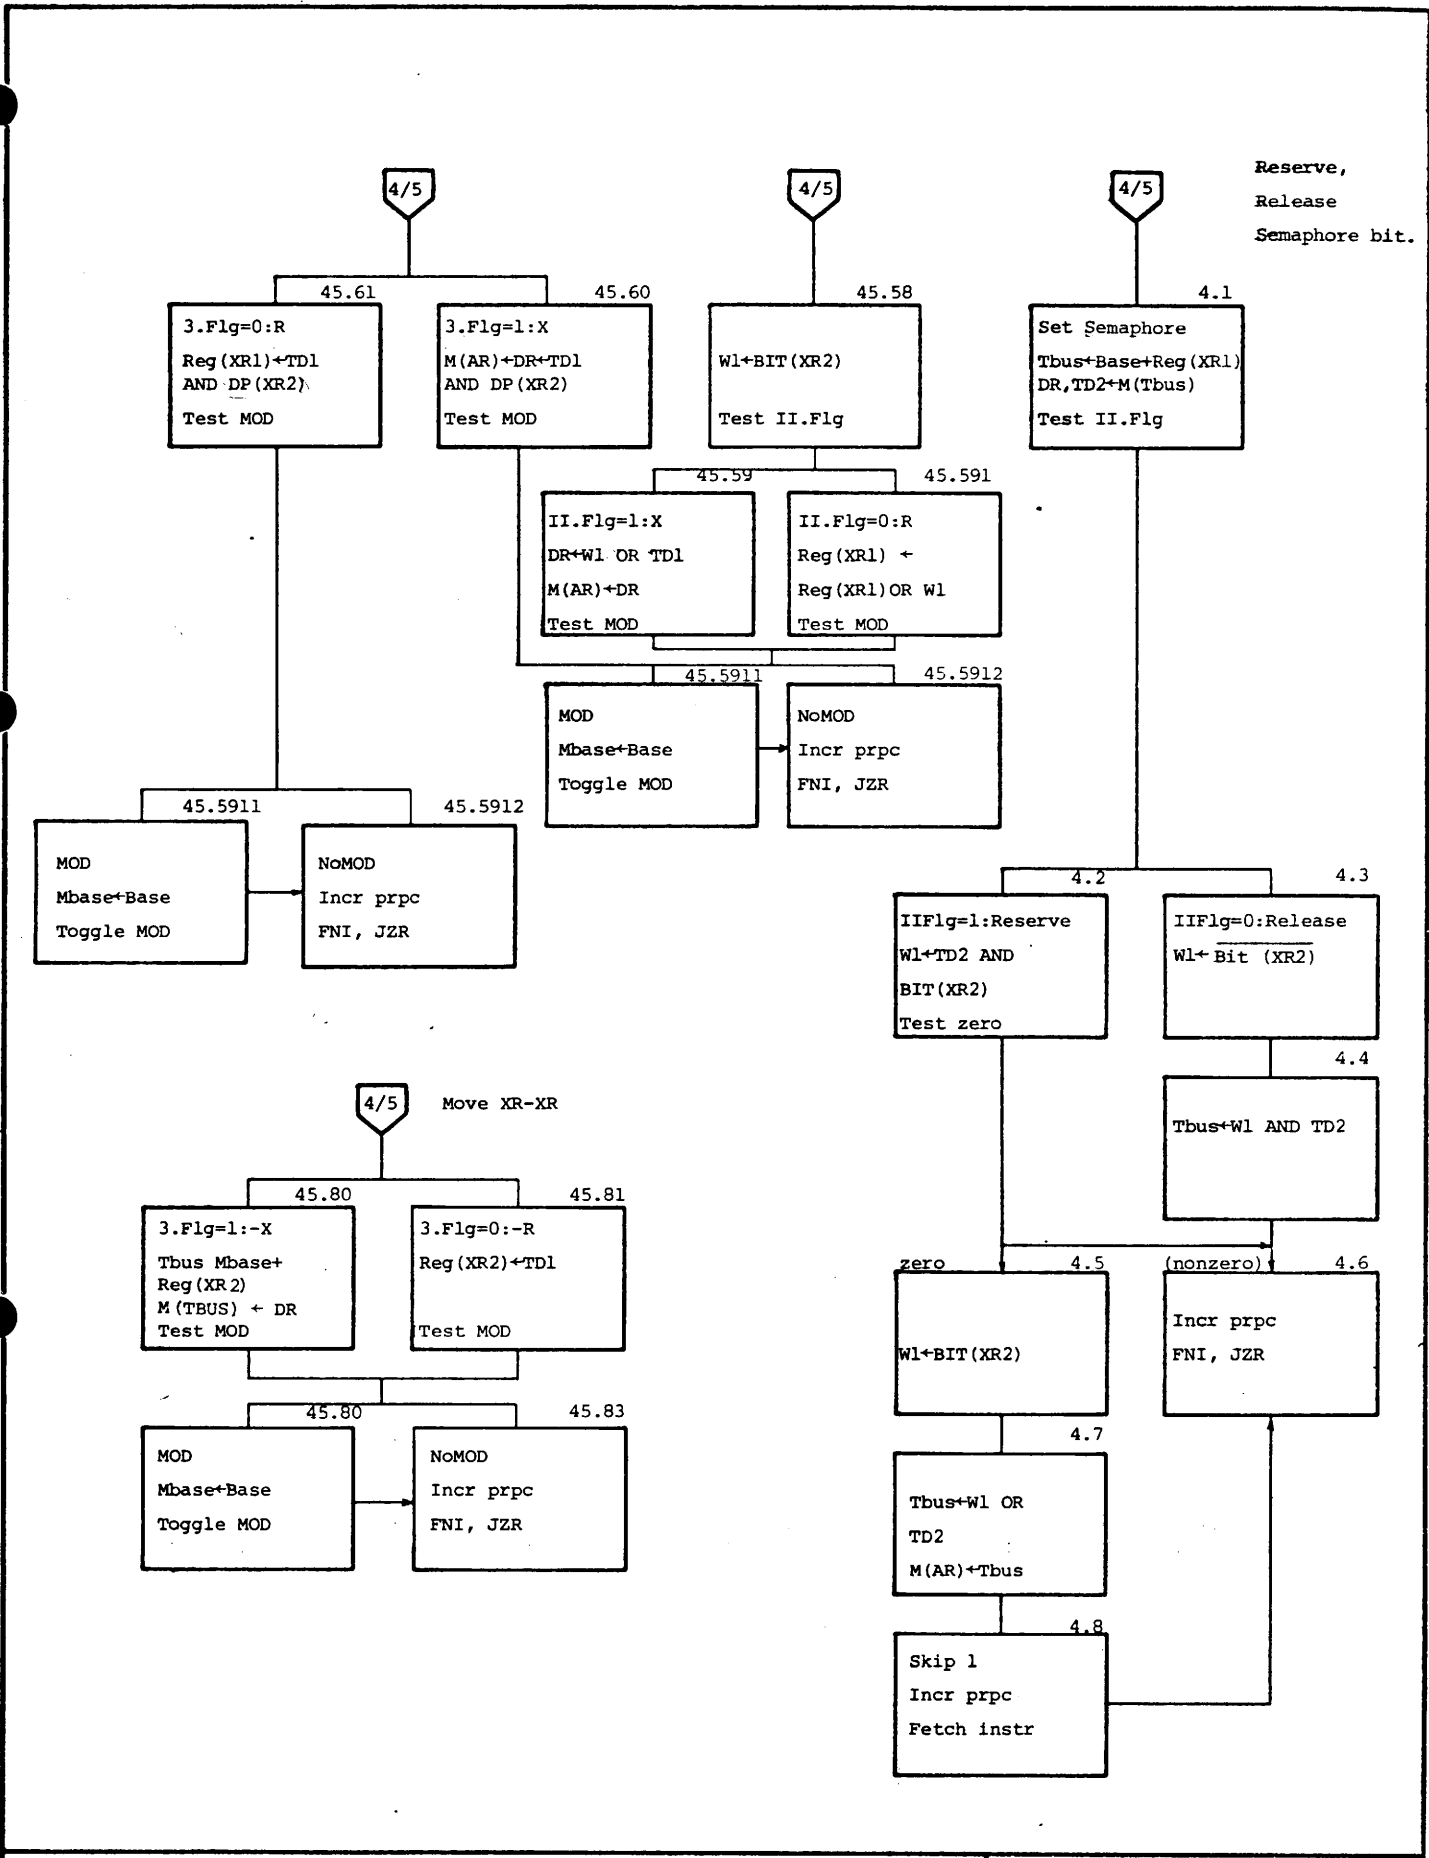 Reserve,
Release
Semaphore bit.
4/5
45.61
3.Flg=0:R
Reg(XR1)←TD1
AND DP(XR2)
Test MOD
45.60
3.Flg=1:X
M(AR)←DR←TD1
AND DP(XR2)
Test MOD
45.5911
MOD
Mbase←Base
Toggle MOD
45.5912
NoMOD
Incr prpc
FNI, JZR
4/5
45.58
W1←BIT(XR2)
Test II.Flg
45.59
II.Flg=1:X
DR←W1 OR TD1
M(AR)←DR
Test MOD
45.591
II.Flg=0:R
Reg(XR1) ←
Reg(XR1)OR W1
Test MOD
45.5911
MOD
Mbase←Base
Toggle MOD
45.5912
NoMOD
Incr prpc
FNI, JZR
4/5
4.1
Set Semaphore
Tbus←Base+Reg(XR1)
DR,TD2←M(Tbus)
Test II.Flg
4.2
IIFlg=1:Reserve
W1←TD2 AND
BIT(XR2)
Test zero
4.3
IIFlg=0:Release
W1← Bit (XR2)
4.4
Tbus←W1 AND TD2
zero
4.5
W1←BIT(XR2)
(nonzero)
4.6
Incr prpc
FNI, JZR
4.7
Tbus←W1 OR
TD2
M(AR)←Tbus
4.8
Skip 1
Incr prpc
Fetch instr
4/5
Move XR-XR
45.80
3.Flg=1:-X
Tbus Mbase+
Reg(XR2)
M(TBUS) ← DR
Test MOD
45.81
3.Flg=0:-R
Reg(XR2)←TD1
Test MOD
45.80
MOD
Mbase←Base
Toggle MOD
45.83
NoMOD
Incr prpc
FNI, JZR